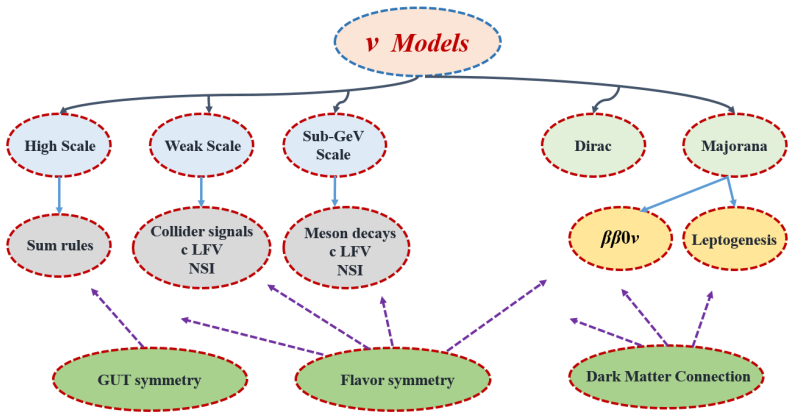 ν Models
High Scale
Weak Scale
Sub-GeV
Scale
Dirac
Majorana
Sum rules
Collider signals
c LFV
NSI
Meson decays
c LFV
NSI
ββ0ν
Leptogenesis
GUT symmetry
Flavor symmetry
Dark Matter Connection